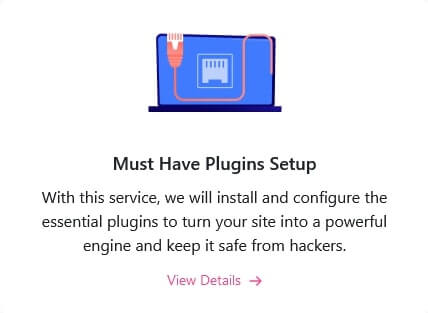 Must Have Plugins Setup
With this service, we will install and configure the
essential plugins to turn your site into a powerful
engine and keep it safe from hackers.
View Details →